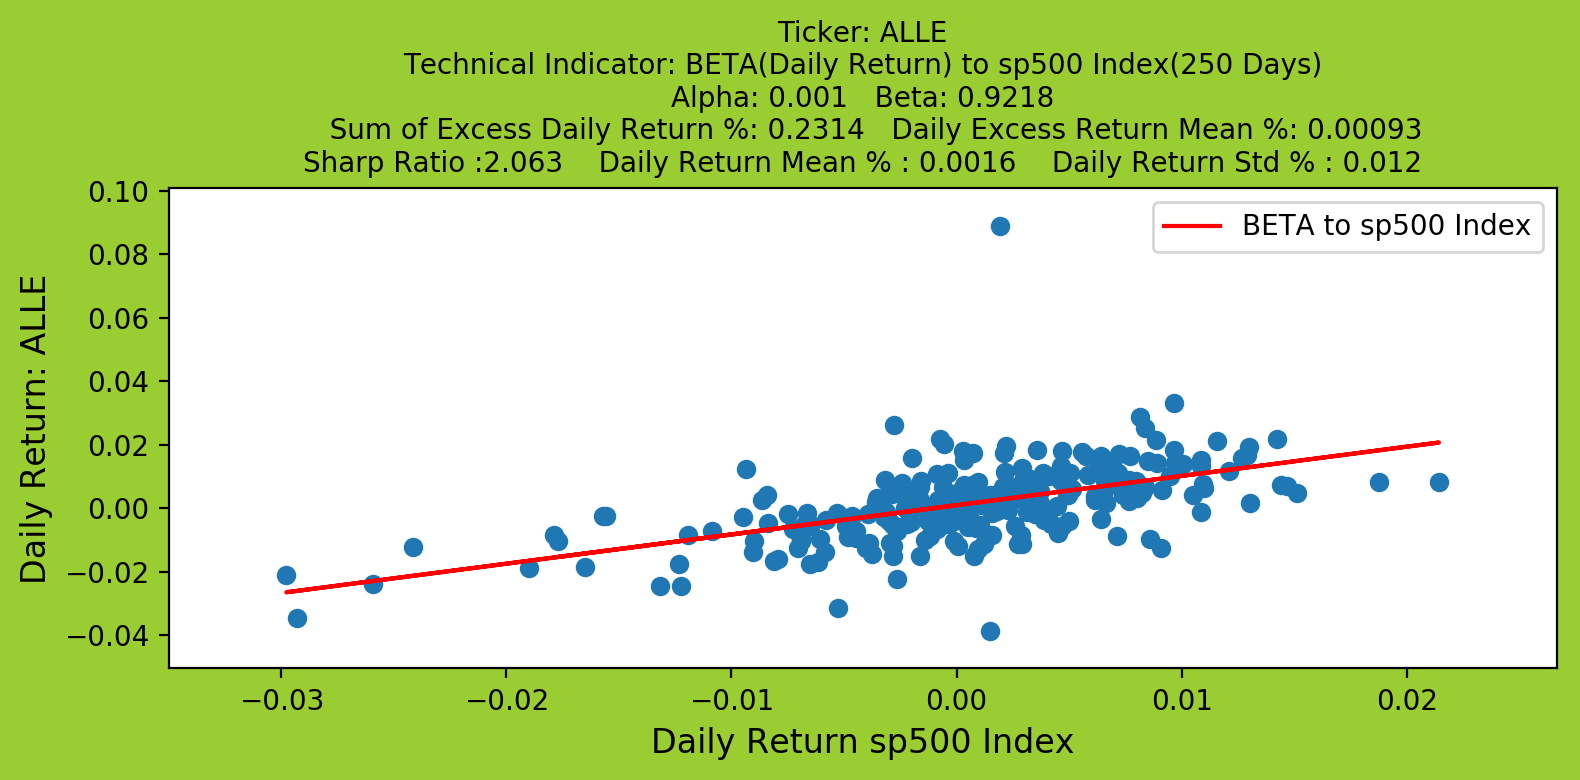 Ticker: ALLE
Technical Indicator: BETA(Daily Return) to sp500 Index(250 Days)
Alpha: 0.001   Beta: 0.9218
Sum of Excess Daily Return %: 0.2314   Daily Excess Return Mean %: 0.00093
Sharp Ratio :2.063    Daily Return Mean % : 0.0016    Daily Return Std % : 0.012
BETA to sp500 Index
Daily Return: ALLE
0.10
0.08
0.06
0.04
0.02
0.00
−0.02
−0.04
−0.03 −0.02 −0.01 0.00 0.01 0.02
Daily Return sp500 Index